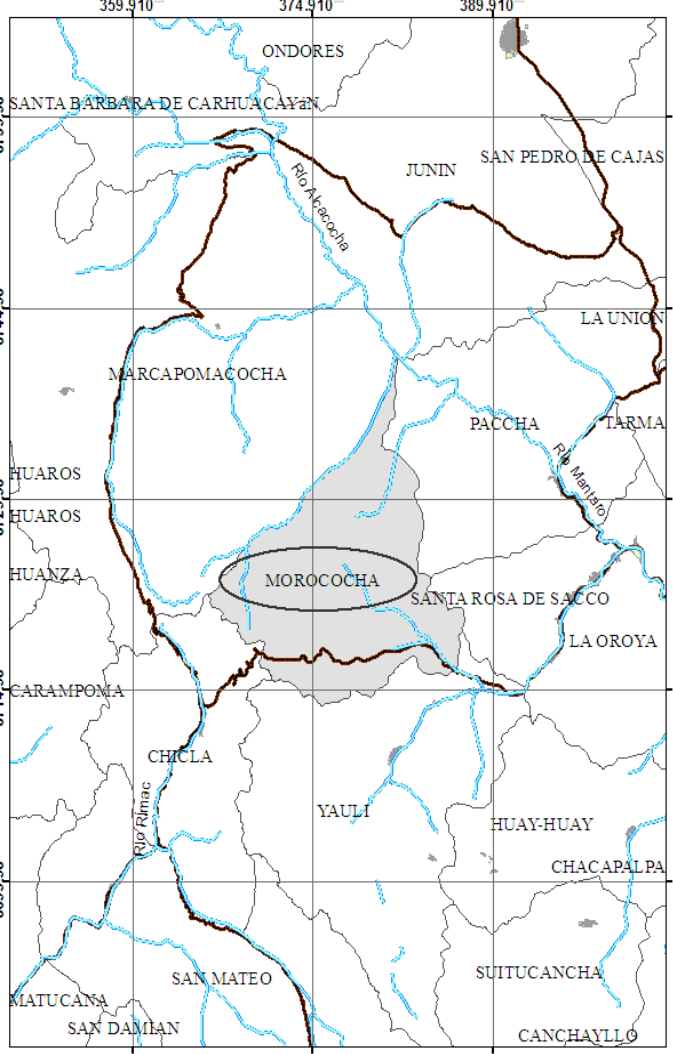 359.910 374.910 389.910
ONDORES
SANTA BARBARA DE CARHUACAYaN
SAN PEDRO DE CAJAS
JUNIN
Río Alcacocha
LA UNION
MARCAPOMACOCHA
PACCHA
TARMA
Río Mantaro
HUAROS
HUAROS
HUANZA
MOROCOCHA
SANTA ROSA DE SACCO
LA OROYA
CARAMPOMA
CHICLA
Río Rimac
YAULI
HUAY-HUAY
CHACAPALPA
SAN MATEO
SUITUCANCHA
MATUCANA
SAN DAMIAN
CANCHAYLLO